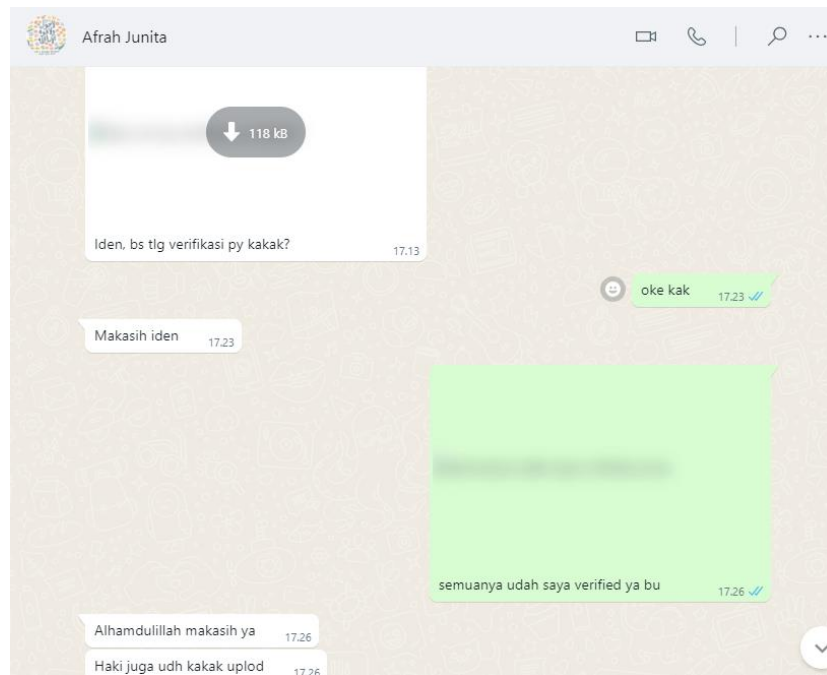 Afrah Junita
118 kB
Iden, bs tlg verifikasi py kakak?
17.13
oke kak 17.23
Makasih iden 17.23
semuanya udah saya verified ya bu 17.26
Alhamdulillah makasih ya 17.26
Haki juga udh kakak uplod 17.26